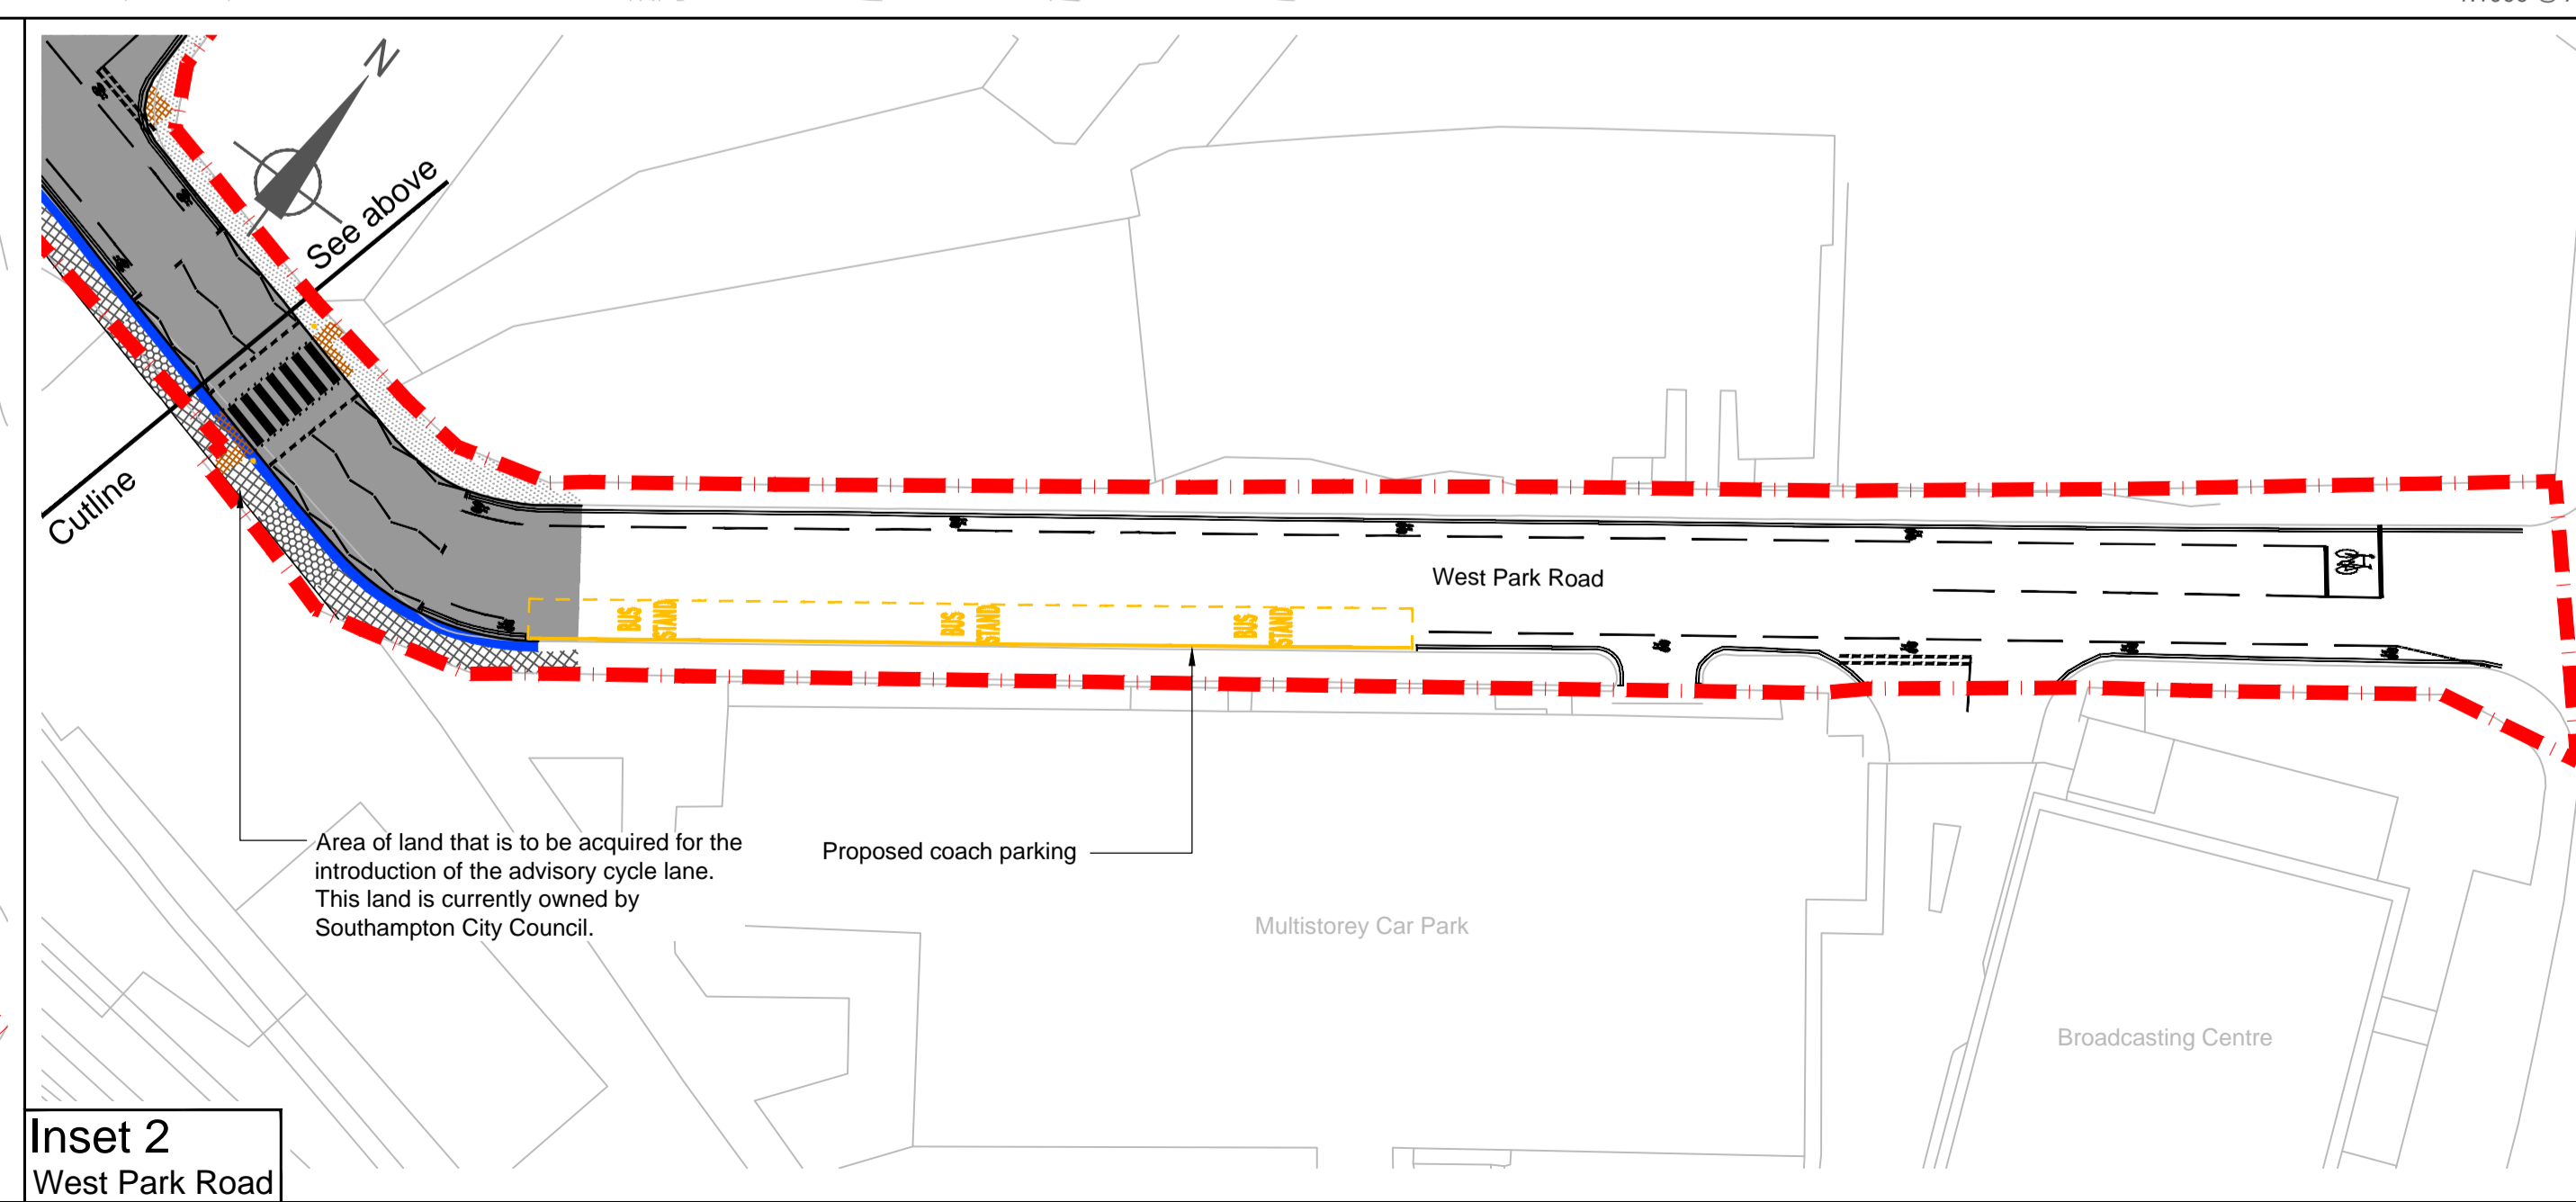 N
See above
Cutline
West Park Road
BUS
STAND
BUS
STAND
BUS
STAND
Area of land that is to be acquired for the
introduction of the advisory cycle lane.
This land is currently owned by
Southampton City Council.
Proposed coach parking
Multistorey Car Park
Broadcasting Centre
Inset 2
West Park Road